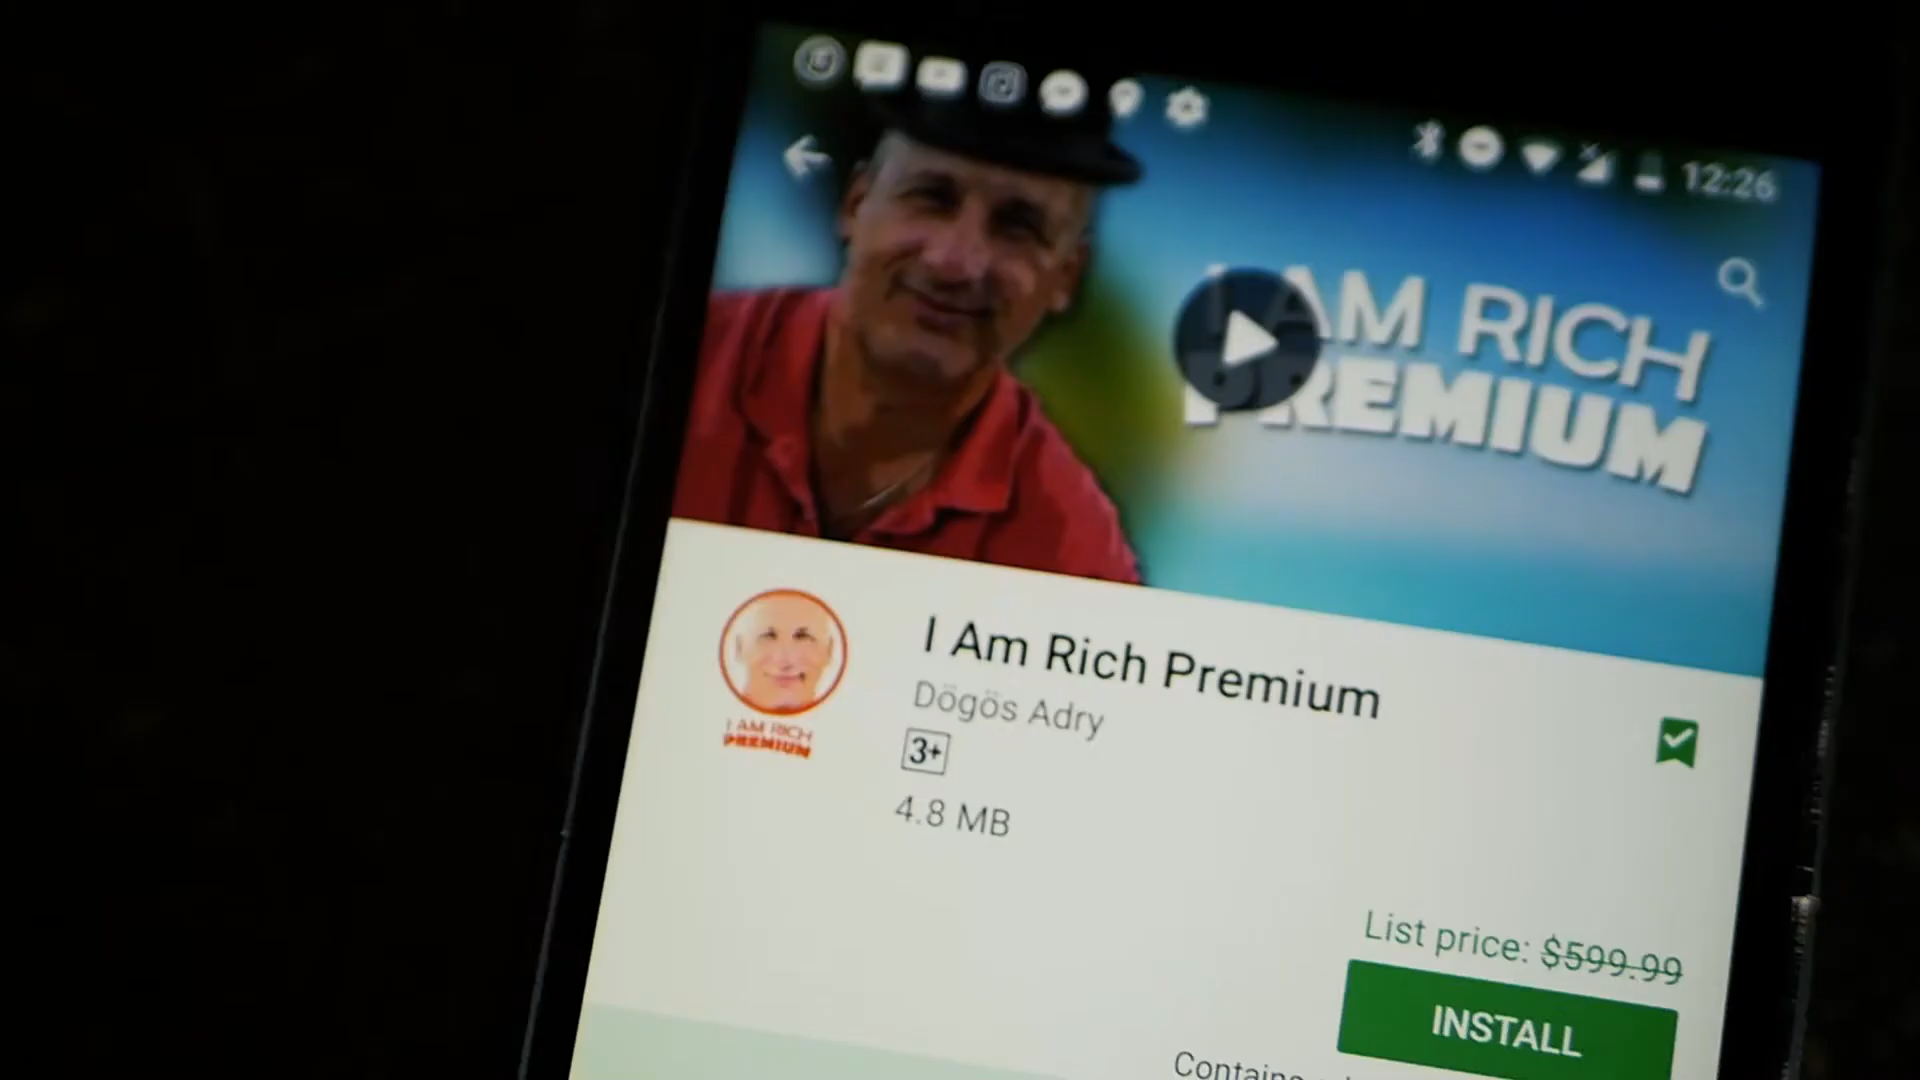 12:26
I AM RICH
PREMIUM
I Am Rich Premium
Dögös Adry
I AM RICH
PREMIUM
3+
4.8 MB
List price: $599.99
INSTALL
Contains